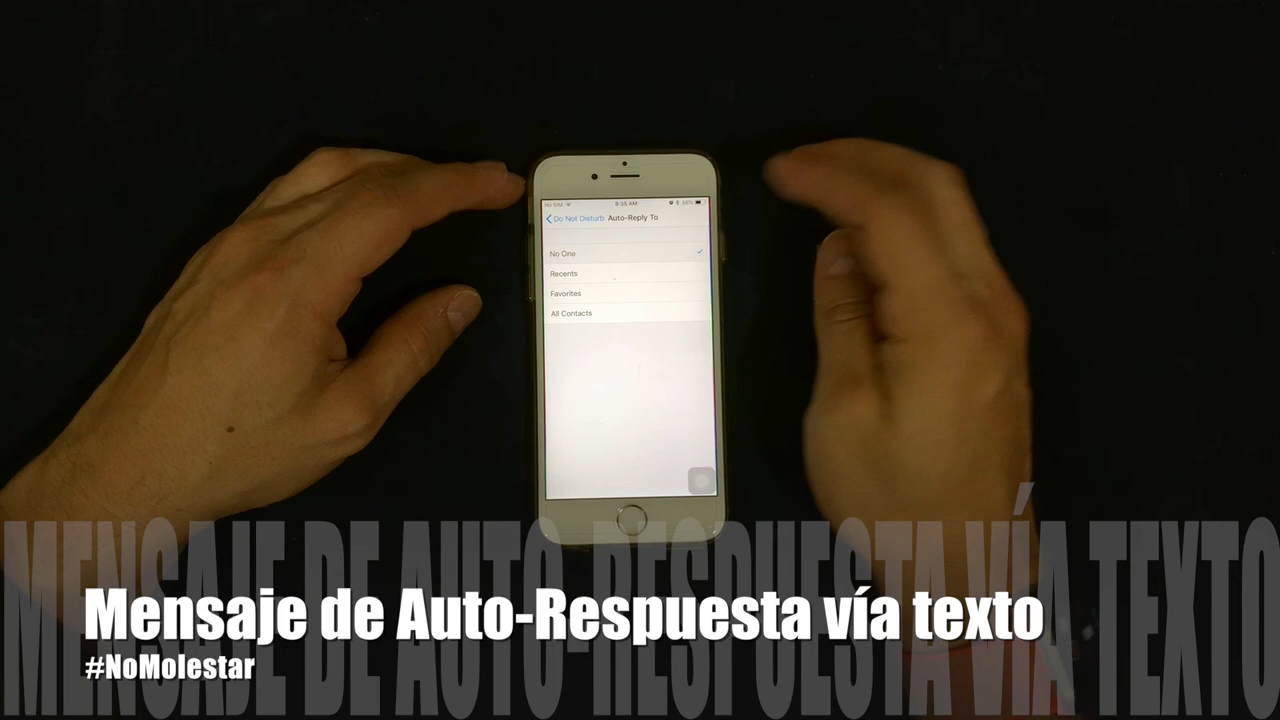 No SIM 8:35 AM
Do Not Disturb Auto-Reply To
No One
Recents
Favorites
All Contacts
MENSAJE DE AUTO-RESPUESTA VÍA TEXTO
Mensaje de Auto-Respuesta vía texto
#NoMolestar